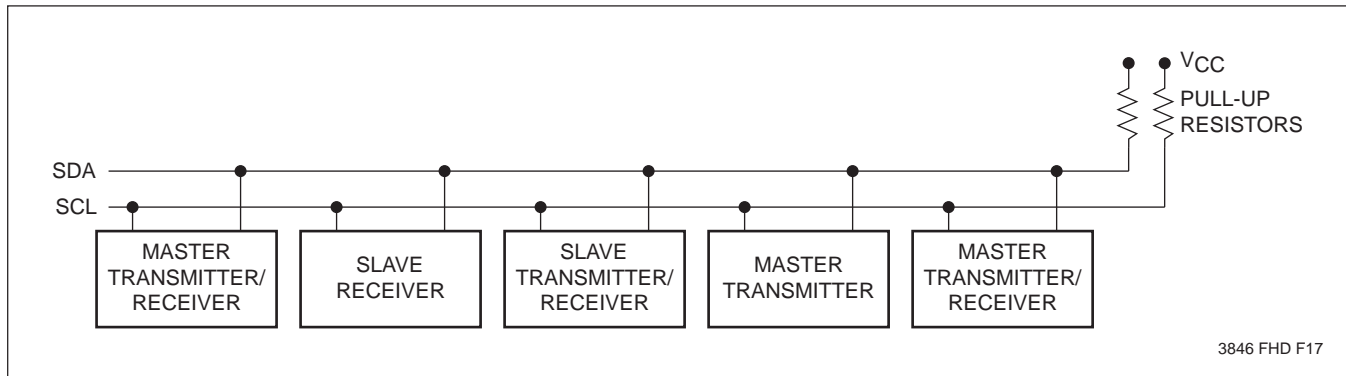 VCC
PULL-UP
RESISTORS
SDA
SCL
MASTER
TRANSMITTER/
RECEIVER
SLAVE
RECEIVER
SLAVE
TRANSMITTER/
RECEIVER
MASTER
TRANSMITTER
MASTER
TRANSMITTER/
RECEIVER
3846 FHD F17